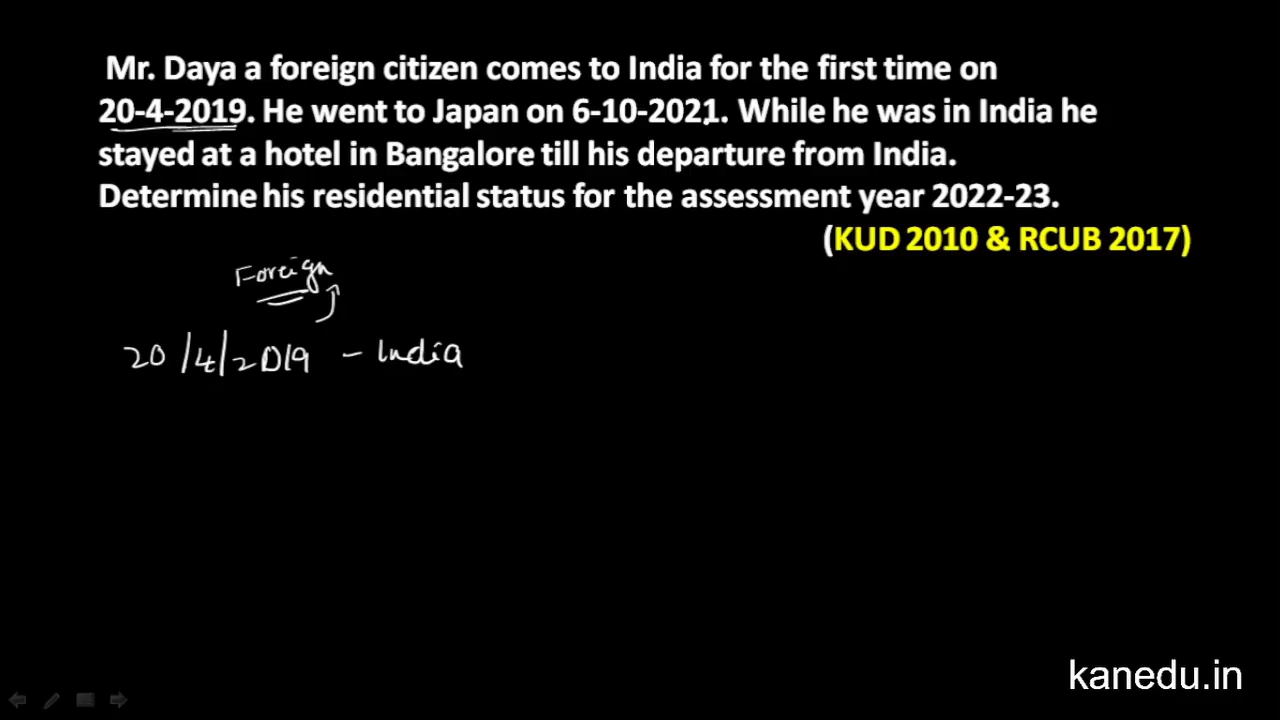 Mr. Daya a foreign citizen comes to India for the first time on
20-4-2019. He went to Japan on 6-10-2021. While he was in India he
stayed at a hotel in Bangalore till his departure from India.
Determine his residential status for the assessment year 2022-23.
(KUD 2010 & RCUB 2017)
Foreign
20/4/2019 - India
kanedu.in